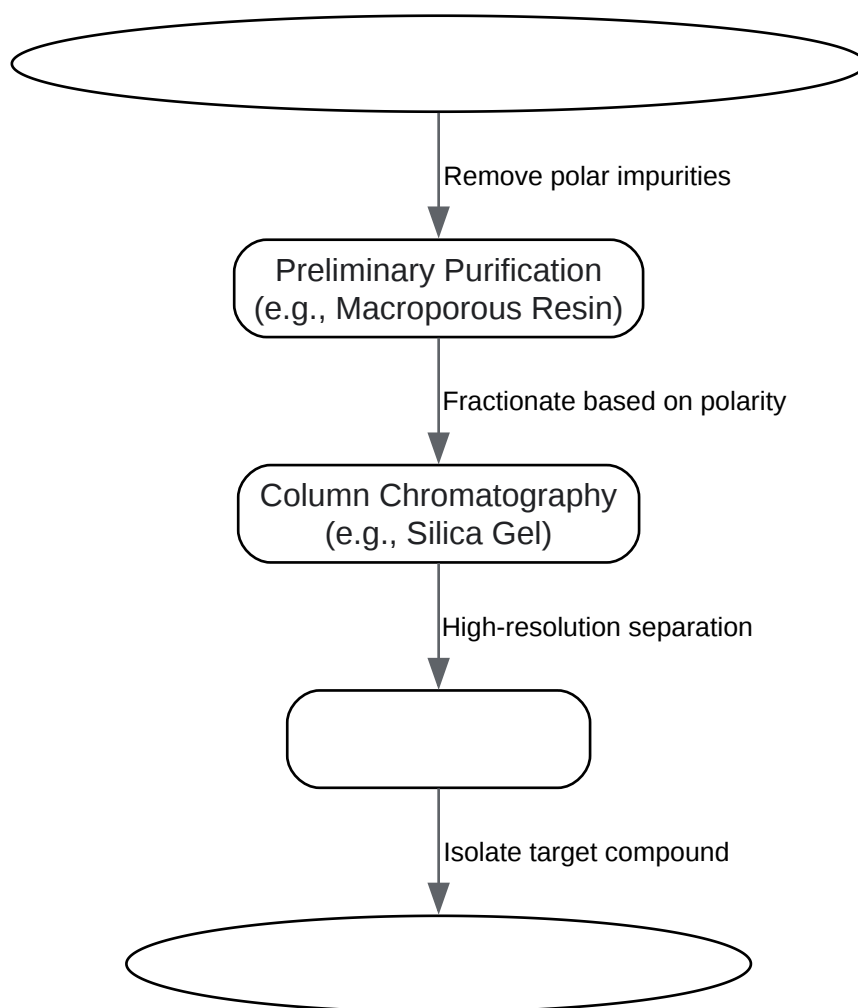 Remove polar impurities
Preliminary Purification
(e.g., Macroporous Resin)
Fractionate based on polarity
Column Chromatography
(e.g., Silica Gel)
High-resolution separation
Isolate target compound